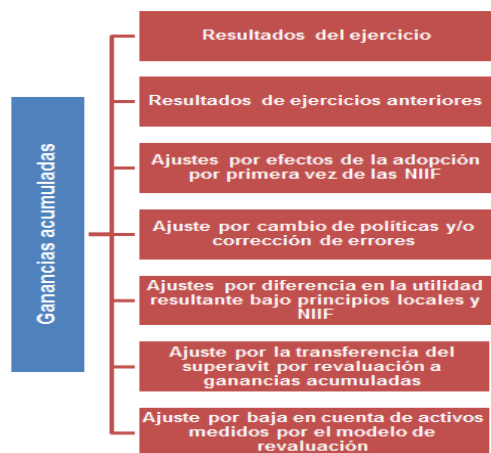 Ganancias acumuladas
Resultados del ejercicio
Resultados de ejercicios anteriores
Ajustes por efectos de la adopción
por primera vez de las NIIF
Ajuste por cambio de políticas y/o
corrección de errores
Ajustes por diferencia en la utilidad
resultante bajo principios locales y
NIIF
Ajuste por la transferencia del
superavit por revaluación a
ganancias acumuladas
Ajuste por baja en cuenta de activos
medidos por el modelo de
revaluación